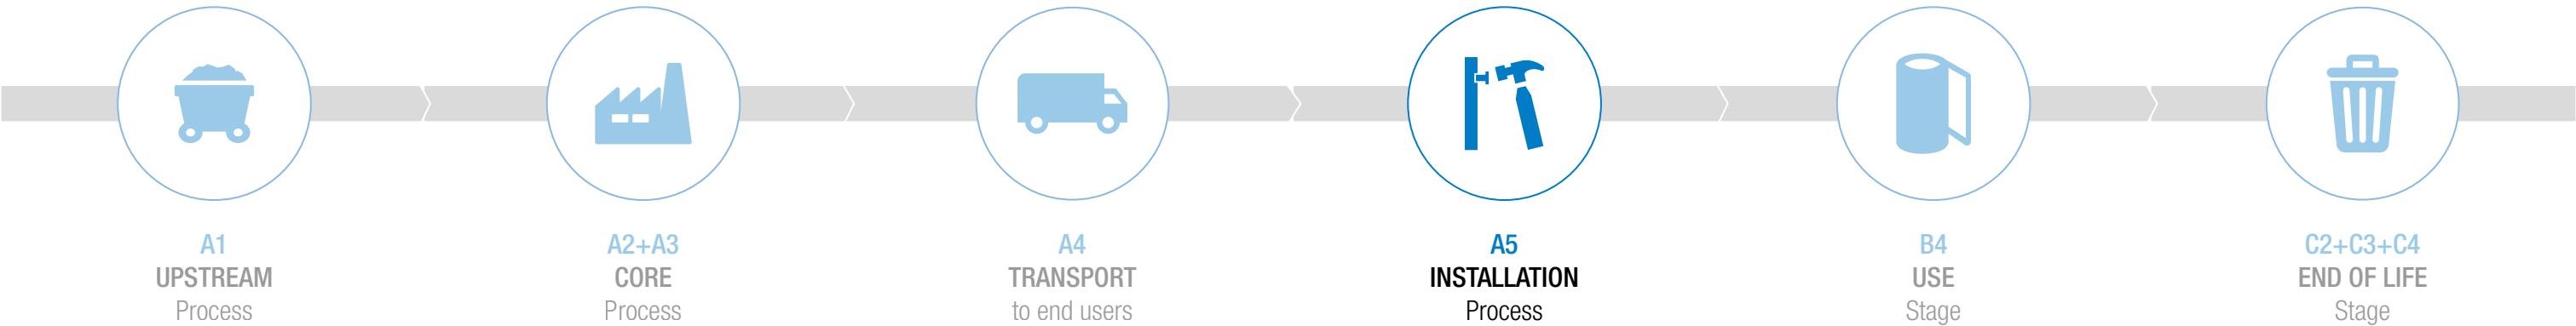 A1
UPSTREAM
Process
A2+A3
CORE
Process
A4
TRANSPORT
to end users
A5
INSTALLATION
Process
B4
USE
Stage
C2+C3+C4
END OF LIFE
Stage